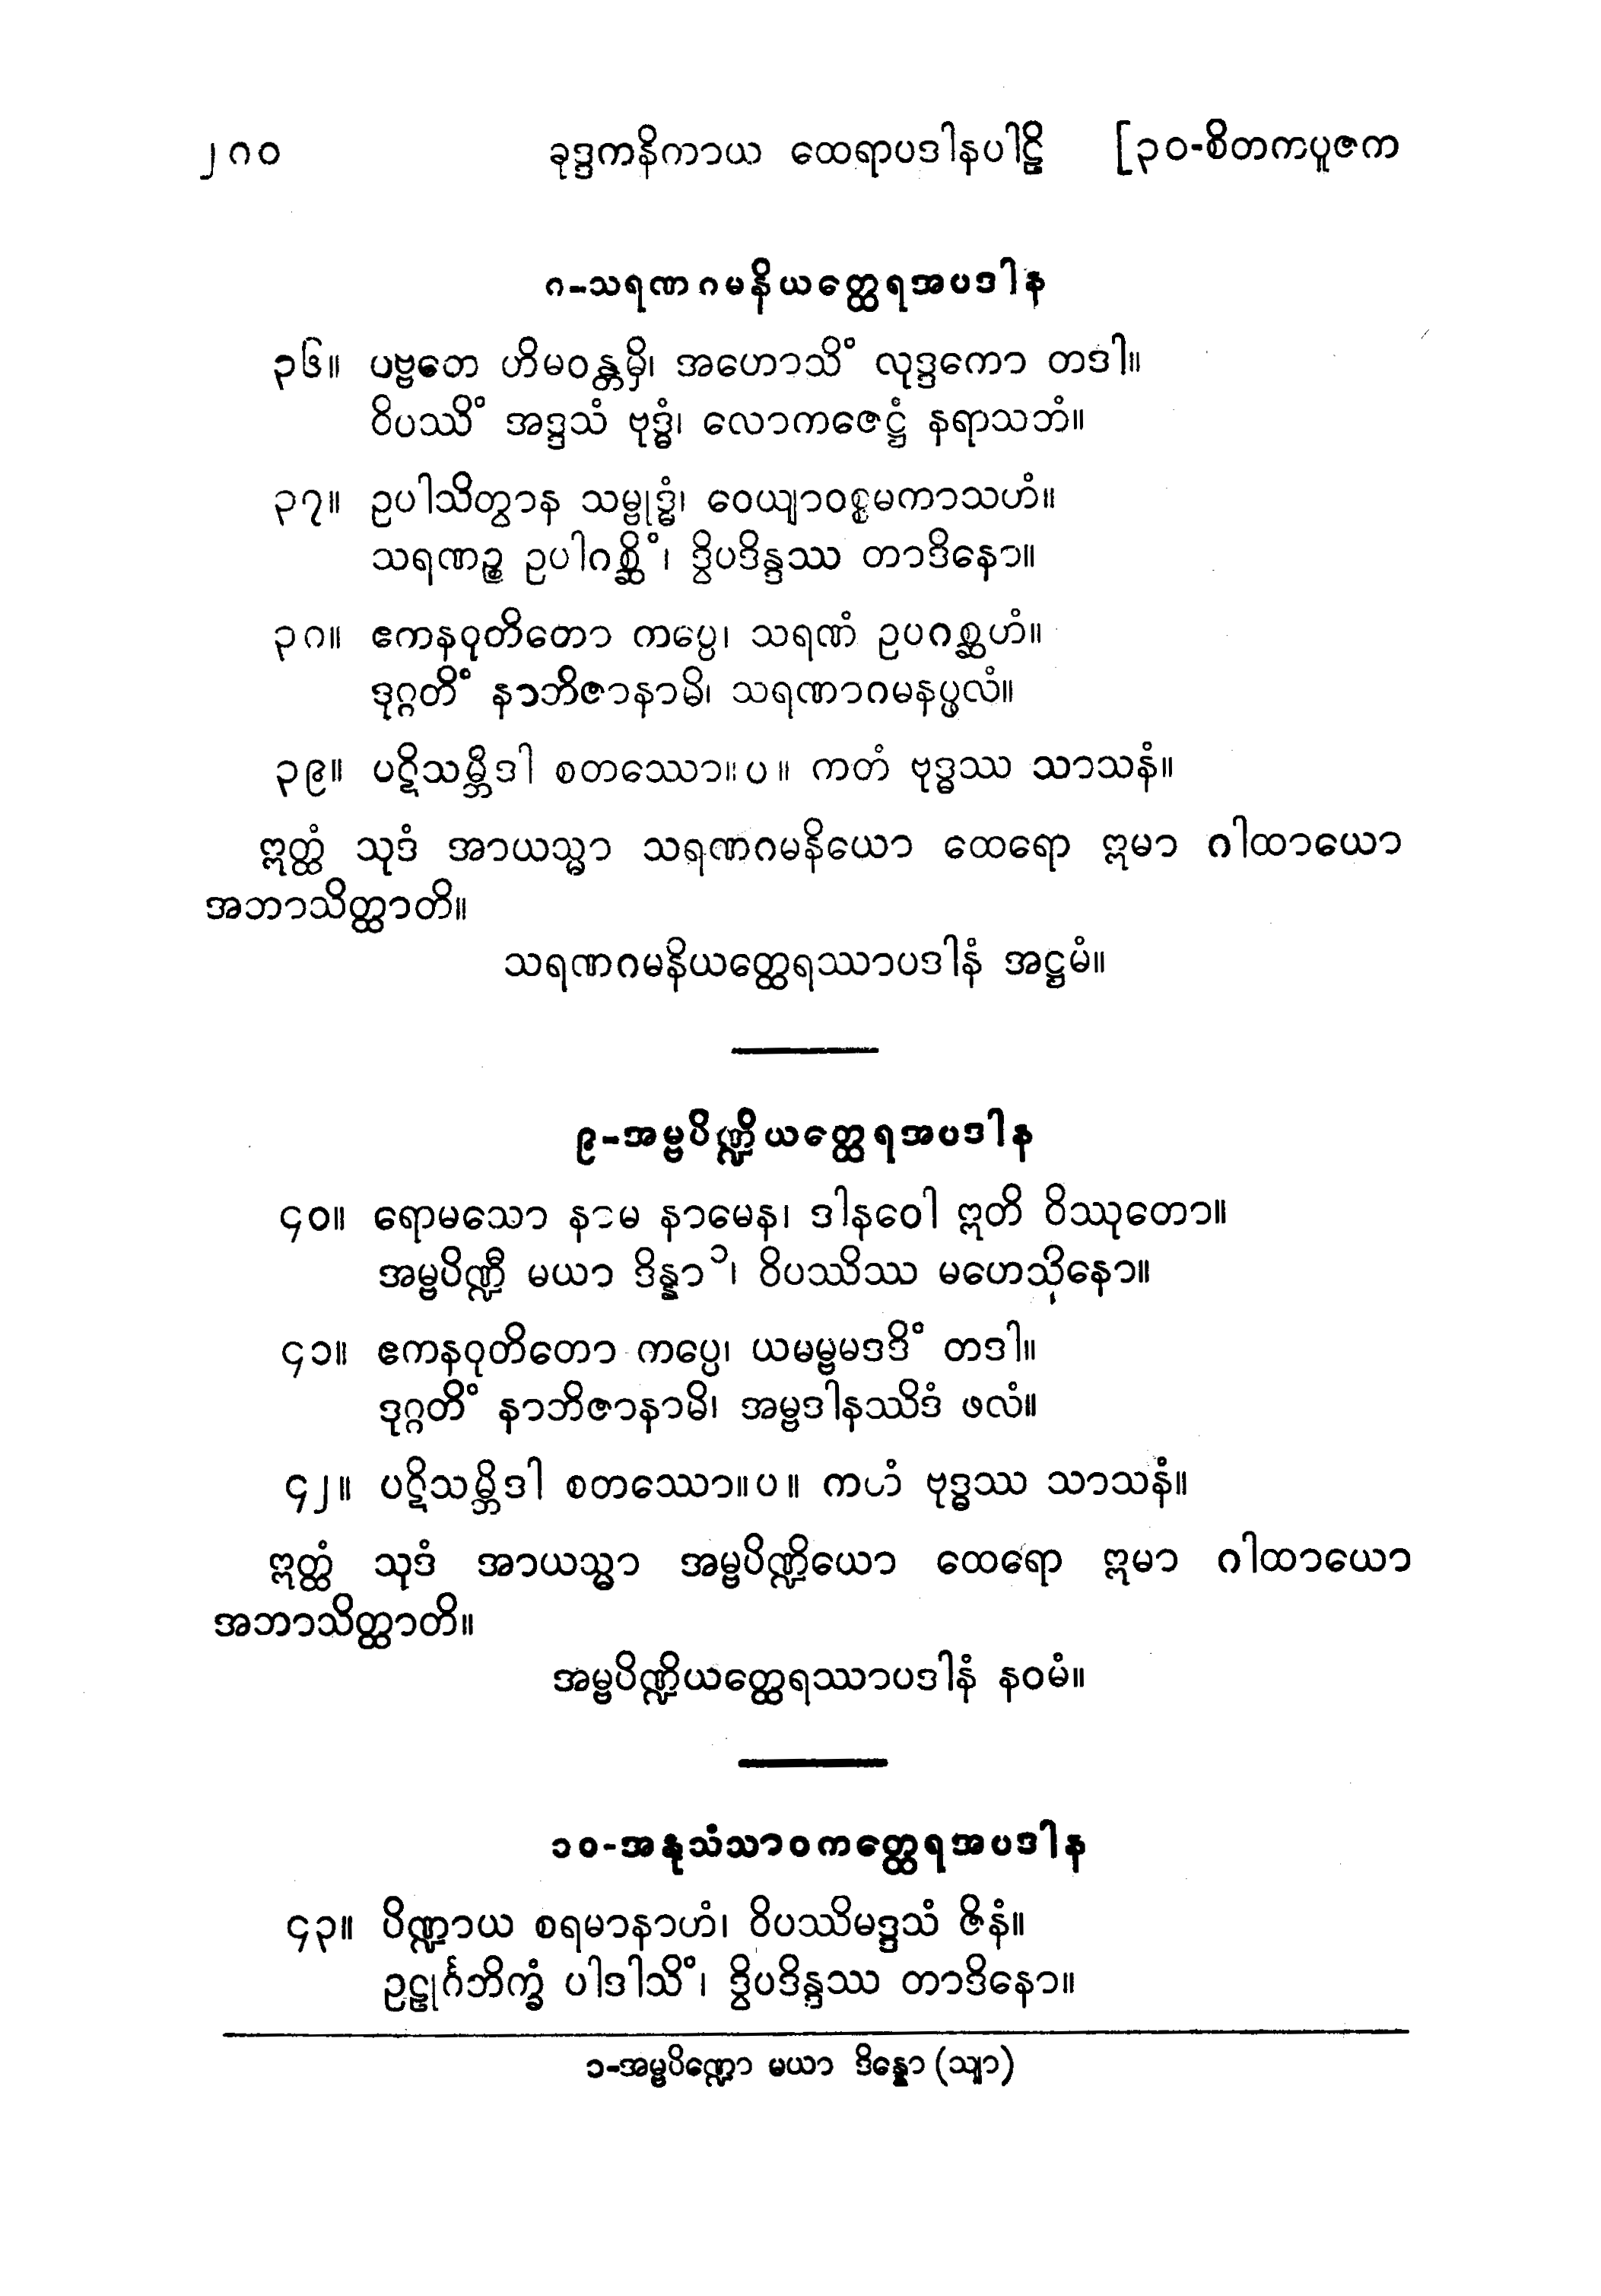 ၂၈၀ ခုဒ္ဒကနိကာယ ထေရာပဒါနပါဠိ [၃၀-စိတကပူဇက
၈-သရဏဂမနိယတ္ထေရအပဒါန
၃၆။ ပဗ္ဗတေ ဟိမဝန္တမှိ၊ အဟောသိံ လုဒ္ဒကော တဒါ။
ဝိပဿိံ အဒ္ဒသံ ဗုဒ္ဓံ၊ လောကဇေဋ္ဌံ နရာသဘံ။
၃၇။ ဥပါသိတွာန သမ္ဗုဒ္ဓံ၊ ဝေယျာဝစ္စမကာသဟံ။
သရဏဉ္စ ဥပါဂစ္ဆိံ၊ ဒွိပဒိန္ဒဿ တာဒိနော။
၃၈။ ဧကနဝုတိတော ကပ္ပေ၊ သရဏံ ဥပဂစ္ဆဟံ။
ဒုဂ္ဂတိံ နာဘိဇာနာမိ၊ သရဏာဂမနပ္ဖလံ။
၃၉။ ပဋိသမ္ဘိဒါ စတဿော။ပ။ ကတံ ဗုဒ္ဓဿ သာသနံ။
ဣတ္ထံ သုဒံ အာယသ္မာ သရဏဂမနိယော ထေရော ဣမာ ဂါထာယော
အဘာသိတ္ထာတိ။
သရဏဂမနိယတ္ထေရဿာပဒါနံ အဋ္ဌမံ။
၉-အမ္ဗပိဏ္ဍိယတ္ထေရအပဒါန
၄၀။ ရောမသော နာမ နာမေန၊ ဒါနဝေါ ဣတိ ဝိဿုတော။
အမ္ဗပိဏ္ဍီ မယာ ဒိန္နာ ၁၊ ဝိပဿိဿ မဟေသိနော။
၄၁။ ဧကနဝုတိတော ကပ္ပေ၊ ယမမ္ဗမဒဒိံ တဒါ။
ဒုဂ္ဂတိံ နာဘိဇာနာမိ၊ အမ္ဗဒါနဿိဒံ ဖလံ။
၄၂။ ပဋိသမ္ဘိဒါ စတဿော။ပ။ ကတံ ဗုဒ္ဓဿ သာသနံ။
ဣတ္ထံ သုဒံ အာယသ္မာ အမ္ဗပိဏ္ဍိယော ထေရော ဣမာ ဂါထာယော
အဘာသိတ္ထာတိ။
အမ္ဗပိဏ္ဍိယတ္ထေရဿာပဒါနံ နဝမံ။
၁၀-အနုသံသာဝကတ္ထေရအပဒါန
၄၃။ ပိဏ္ဍာယ စရမာနာဟံ၊ ဝိပဿိမဒ္ဒသံ ဇိနံ။
ဥဠုင်္ဂဘိက္ခံ ပါဒါသိံ၊ ဒွိပဒိန္ဒဿ တာဒိနော။
၁-အမ္ဗပိဏ္ဍော မယာ ဒိန္နော (သျာ)